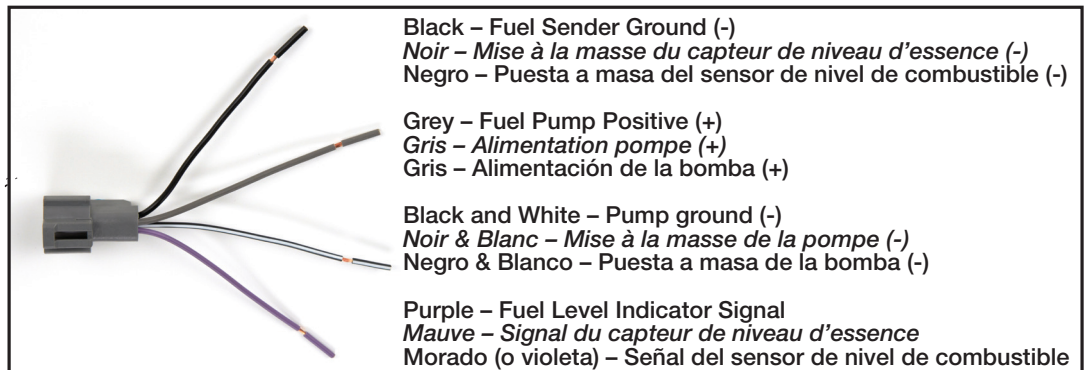 Black – Fuel Sender Ground (-)
Noir – Mise à la masse du capteur de niveau d’essence (-)
Negro – Puesta a masa del sensor de nivel de combustible (-)
Grey – Fuel Pump Positive (+)
Gris – Alimentation pompe (+)
Gris – Alimentación de la bomba (+)
Black and White – Pump ground (-)
Noir & Blanc – Mise à la masse de la pompe (-)
Negro & Blanco – Puesta a masa de la bomba (-)
Purple – Fuel Level Indicator Signal
Mauve – Signal du capteur de niveau d’essence
Morado (o violeta) – Señal del sensor de nivel de combustible